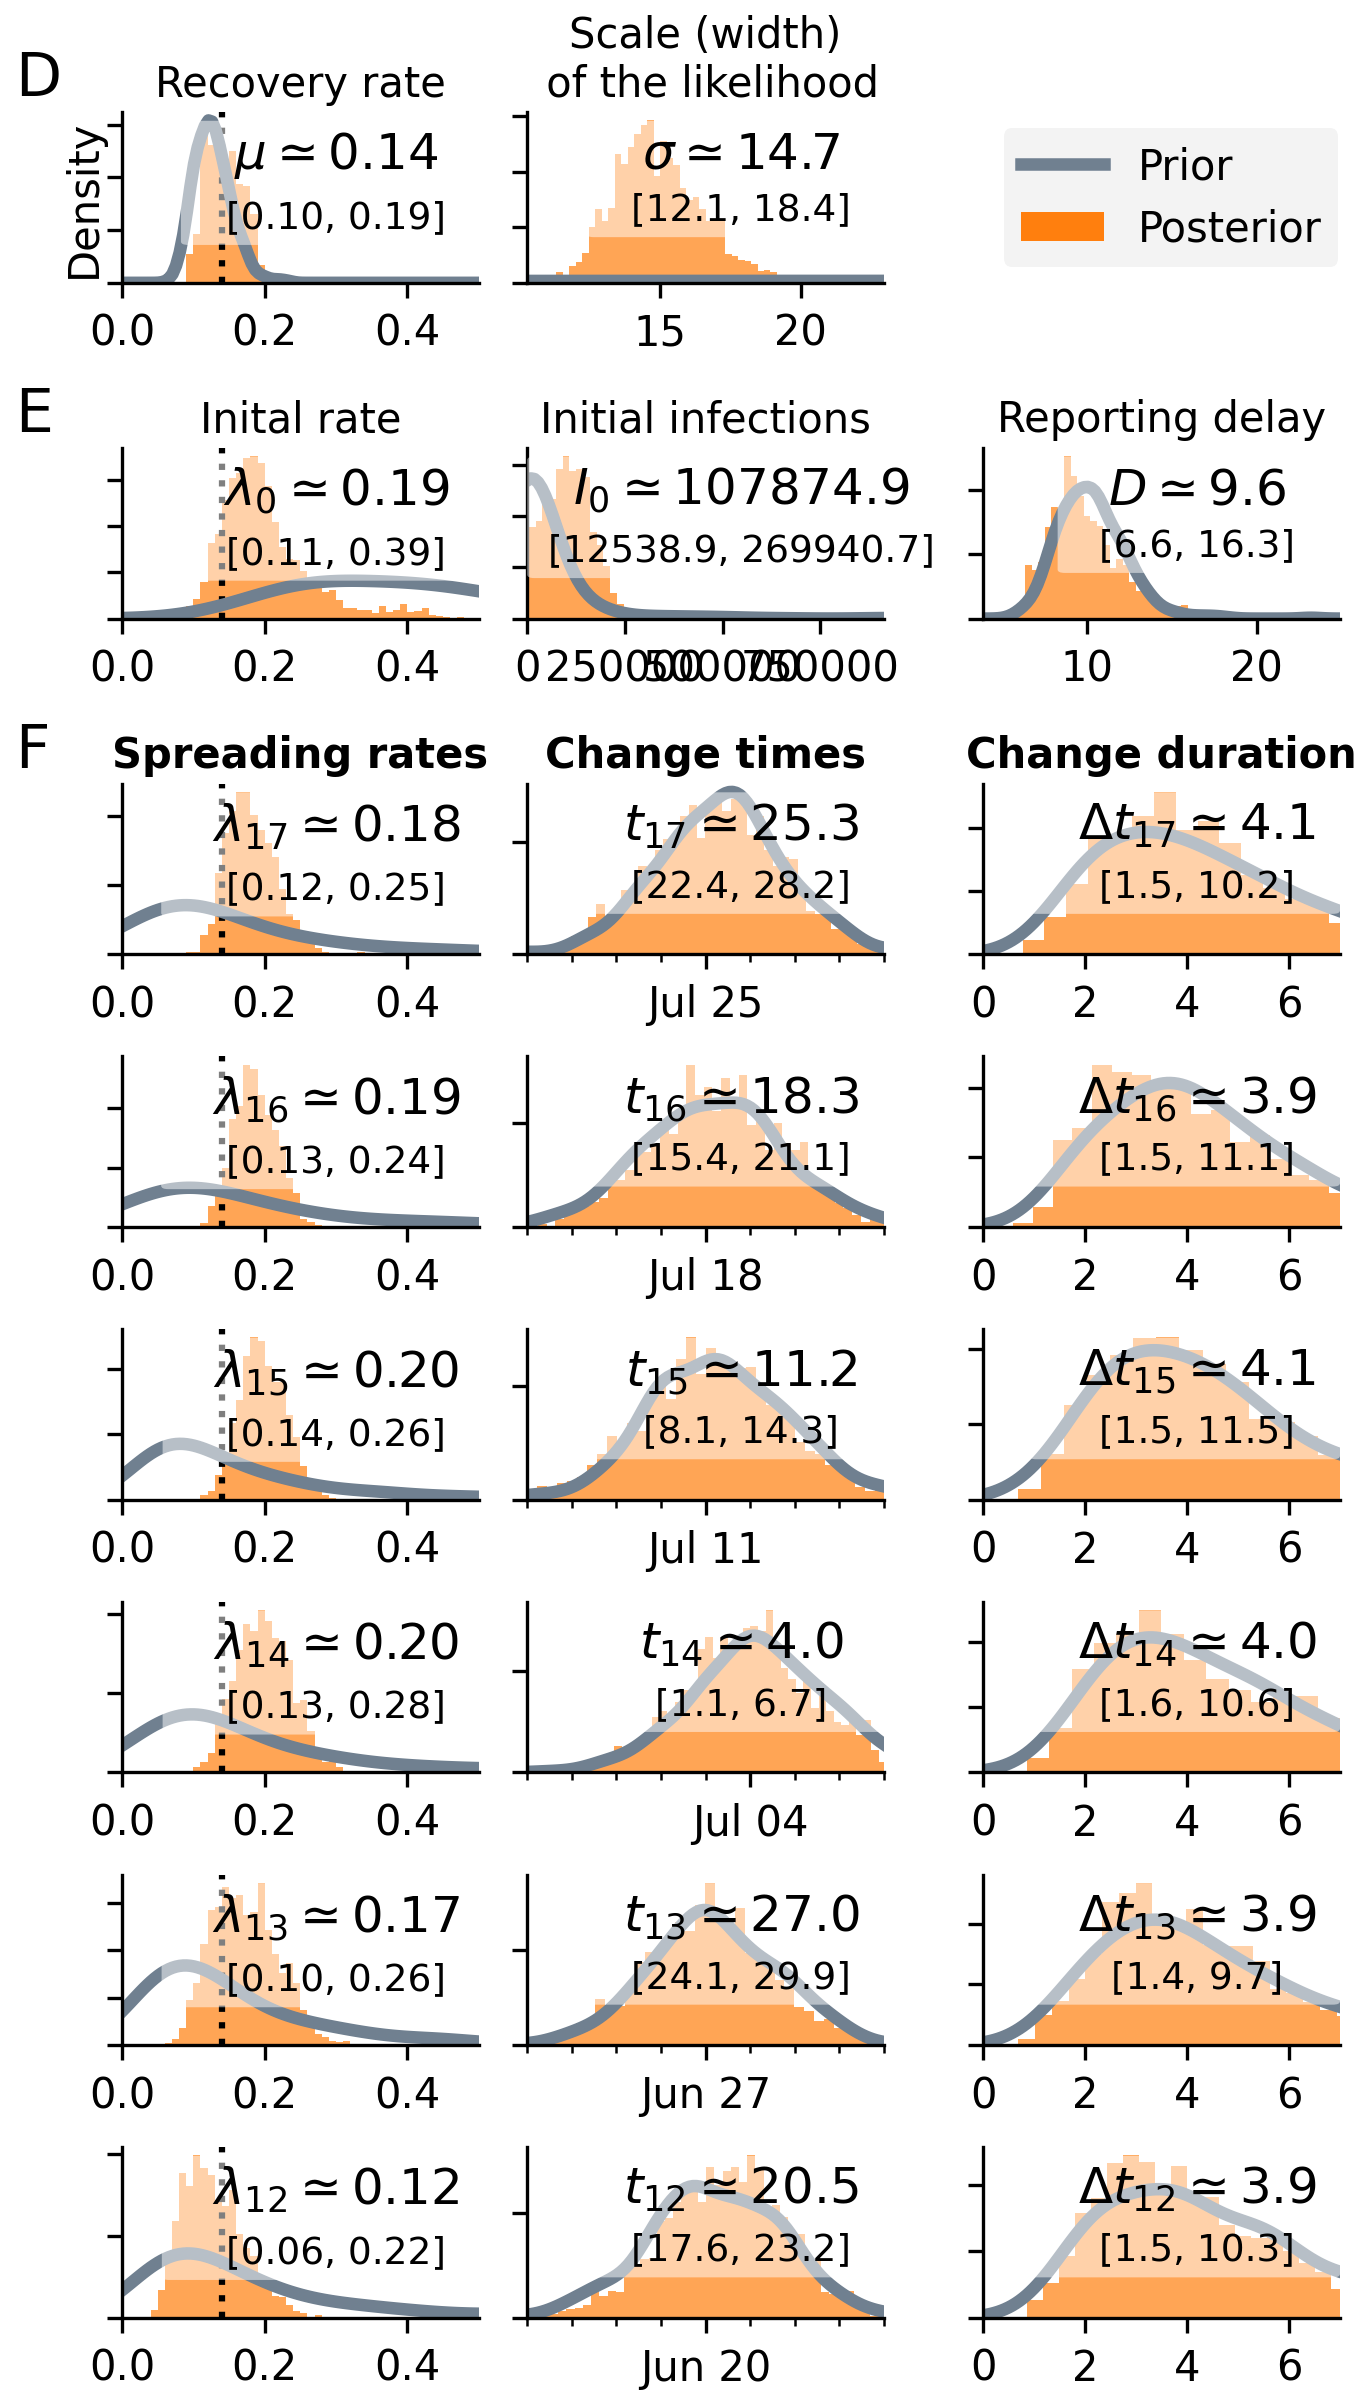 D
Recovery rate
Scale (width)
of the likelihood
Density
μ ≃ 0.14
[0.10, 0.19]
0.0 0.2 0.4
σ ≃ 14.7
[12.1, 18.4]
15 20
Prior
Posterior
E
Inital rate
Initial infections
Reporting delay
λ0 ≃ 0.19
[0.11, 0.39]
0.0 0.2 0.4
I0 ≃ 107874.9
[12538.9, 269940.7]
0 250000 500000 750000
D ≃ 9.6
[6.6, 16.3]
10 20
F
Spreading rates
Change times
Change duration
λ17 ≃ 0.18
[0.12, 0.25]
0.0 0.2 0.4
t17 ≃ 25.3
[22.4, 28.2]
Jul 25
Δt17 ≃ 4.1
[1.5, 10.2]
0 2 4 6
λ16 ≃ 0.19
[0.13, 0.24]
0.0 0.2 0.4
t16 ≃ 18.3
[15.4, 21.1]
Jul 18
Δt16 ≃ 3.9
[1.5, 11.1]
0 2 4 6
λ15 ≃ 0.20
[0.14, 0.26]
0.0 0.2 0.4
t15 ≃ 11.2
[8.1, 14.3]
Jul 11
Δt15 ≃ 4.1
[1.5, 11.5]
0 2 4 6
λ14 ≃ 0.20
[0.13, 0.28]
0.0 0.2 0.4
t14 ≃ 4.0
[1.1, 6.7]
Jul 04
Δt14 ≃ 4.0
[1.6, 10.6]
0 2 4 6
λ13 ≃ 0.17
[0.10, 0.26]
0.0 0.2 0.4
t13 ≃ 27.0
[24.1, 29.9]
Jun 27
Δt13 ≃ 3.9
[1.4, 9.7]
0 2 4 6
λ12 ≃ 0.12
[0.06, 0.22]
0.0 0.2 0.4
t12 ≃ 20.5
[17.6, 23.2]
Jun 20
Δt12 ≃ 3.9
[1.5, 10.3]
0 2 4 6